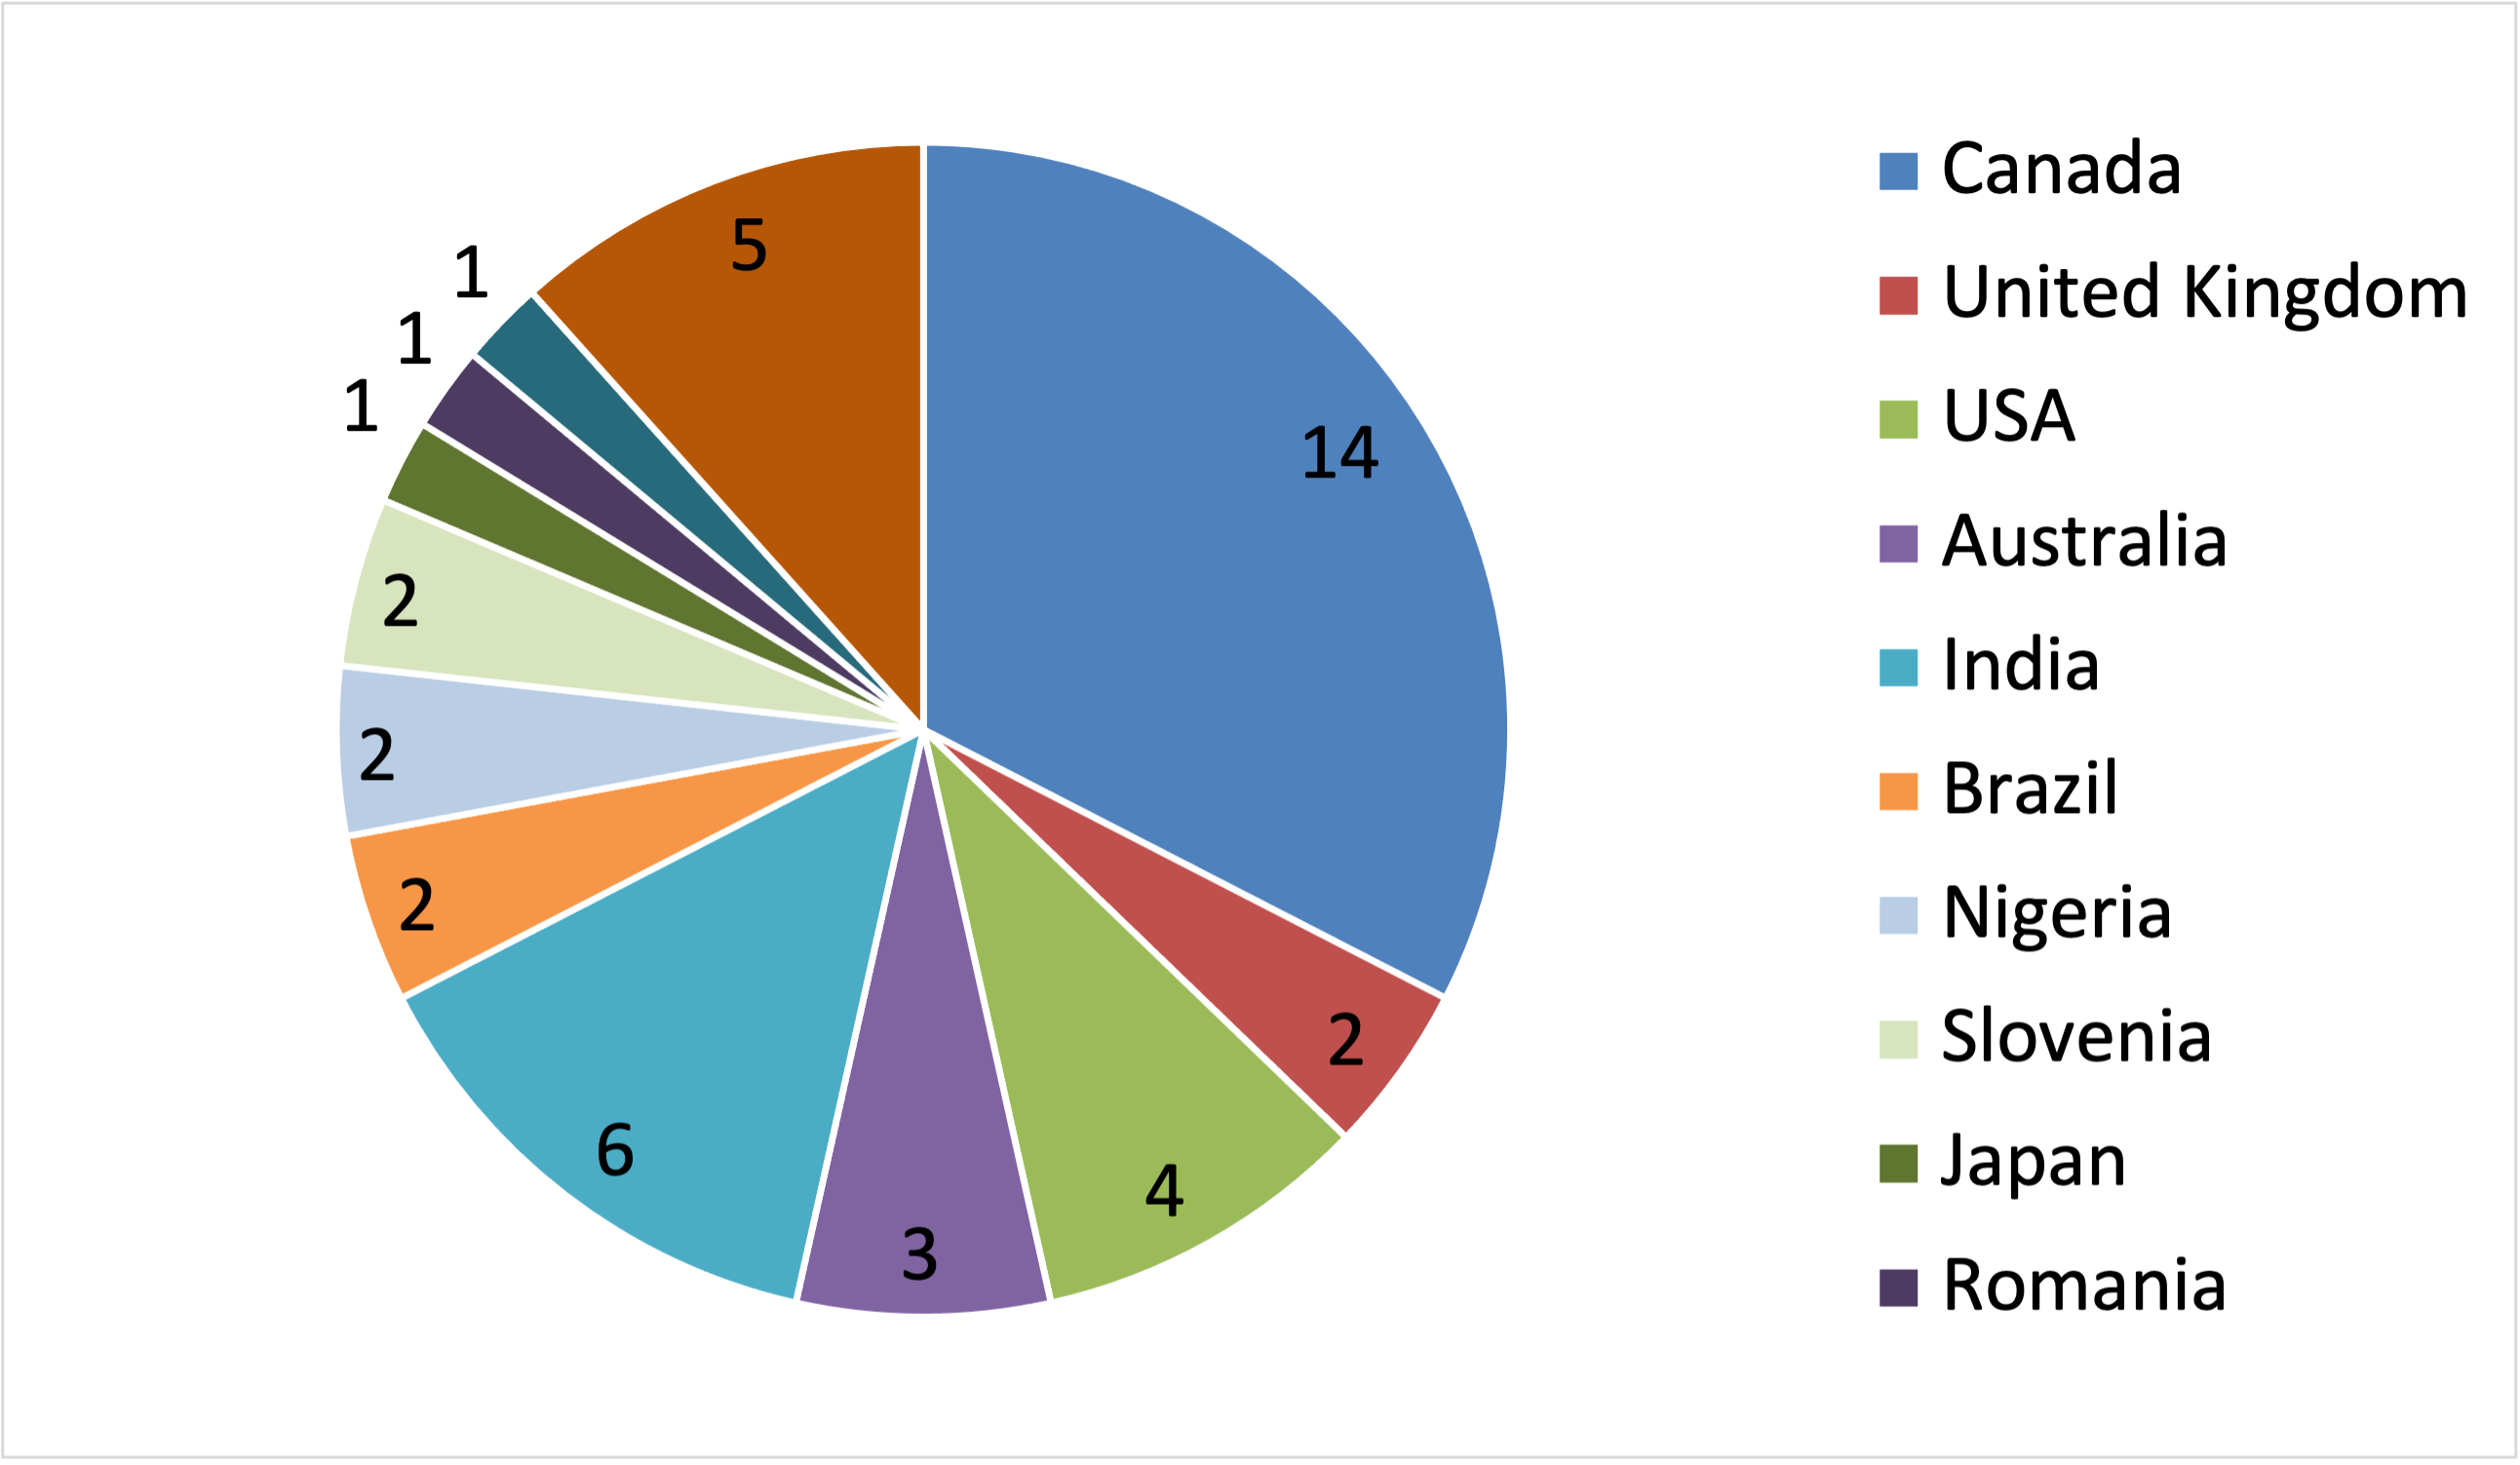 14
2
4
3
6
2
2
2
1
1
1
5
Canada
United Kingdom
USA
Australia
India
Brazil
Nigeria
Slovenia
Japan
Romania